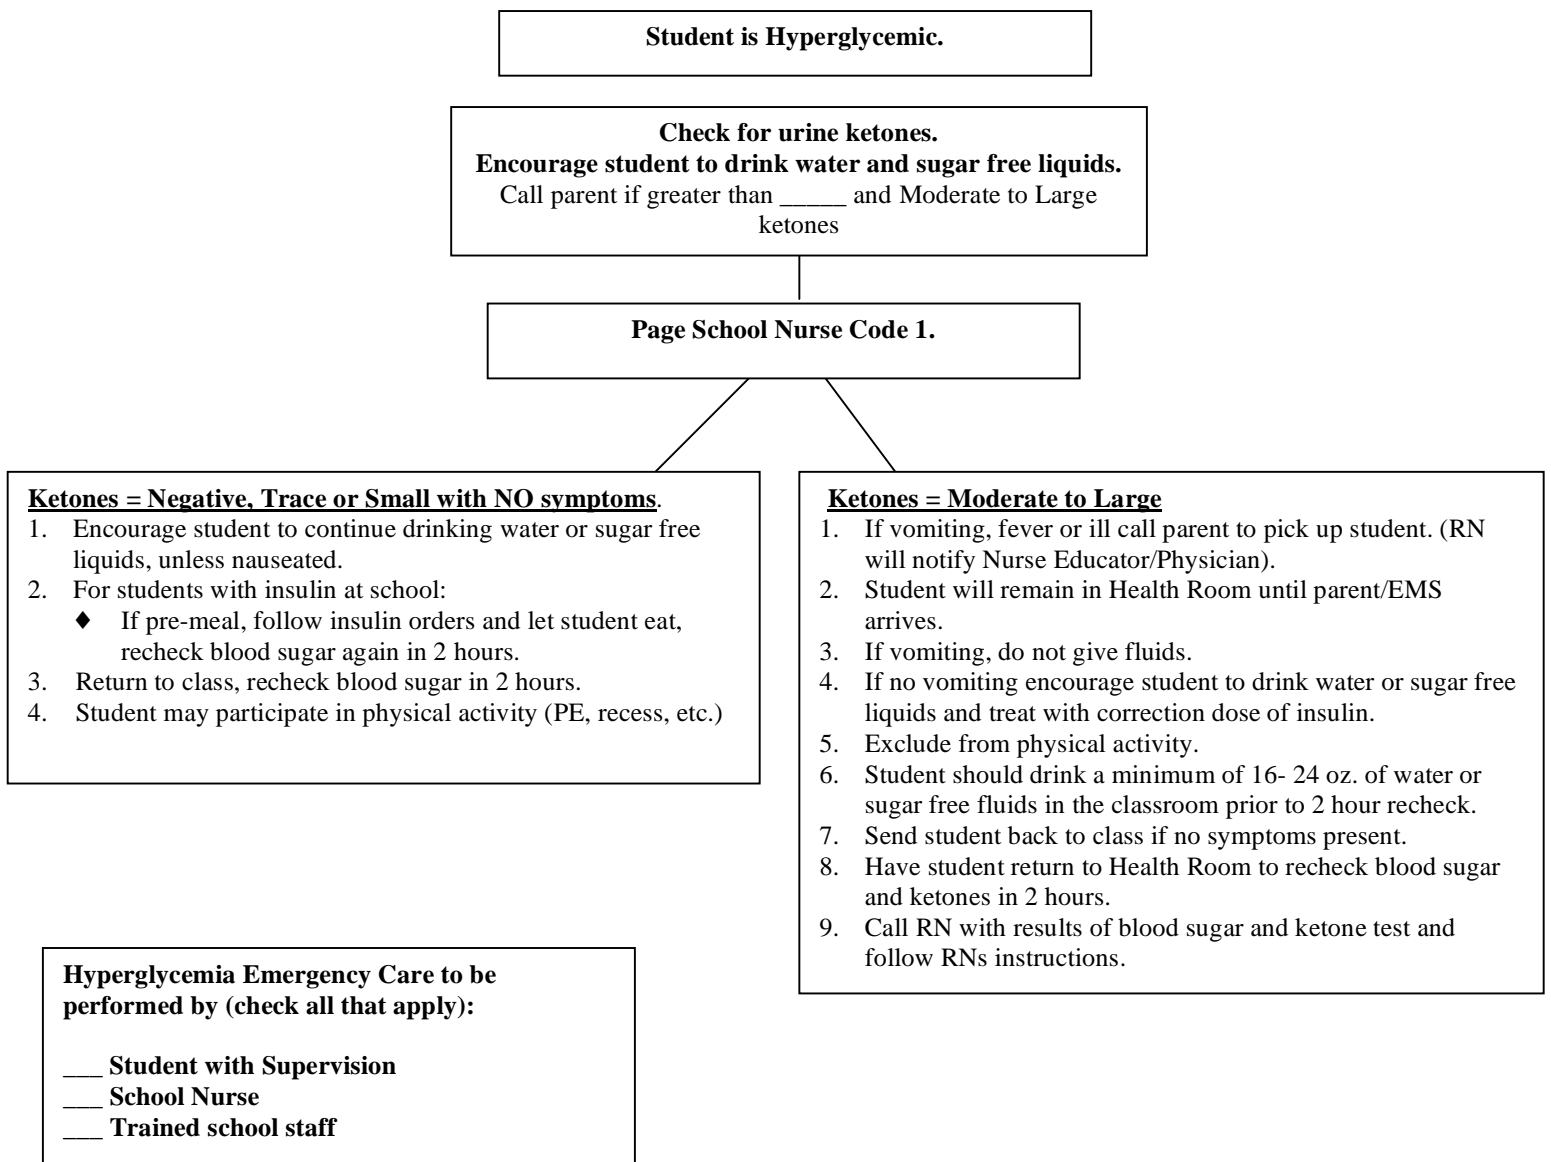 Student is Hyperglycemic.
Check for urine ketones.
Encourage student to drink water and sugar free liquids.
Call parent if greater than _____ and Moderate to Large
ketones
Page School Nurse Code 1.
Ketones = Negative, Trace or Small with NO symptoms.
1. Encourage student to continue drinking water or sugar free
liquids, unless nauseated.
2. For students with insulin at school:
♦ If pre-meal, follow insulin orders and let student eat,
recheck blood sugar again in 2 hours.
3. Return to class, recheck blood sugar in 2 hours.
4. Student may participate in physical activity (PE, recess, etc.)
Ketones = Moderate to Large
1. If vomiting, fever or ill call parent to pick up student. (RN
will notify Nurse Educator/Physician).
2. Student will remain in Health Room until parent/EMS
arrives.
3. If vomiting, do not give fluids.
4. If no vomiting encourage student to drink water or sugar free
liquids and treat with correction dose of insulin.
5. Exclude from physical activity.
6. Student should drink a minimum of 16- 24 oz. of water or
sugar free fluids in the classroom prior to 2 hour recheck.
7. Send student back to class if no symptoms present.
8. Have student return to Health Room to recheck blood sugar
and ketones in 2 hours.
9. Call RN with results of blood sugar and ketone test and
follow RNs instructions.
Hyperglycemia Emergency Care to be
performed by (check all that apply):
___ Student with Supervision
___ School Nurse
___ Trained school staff